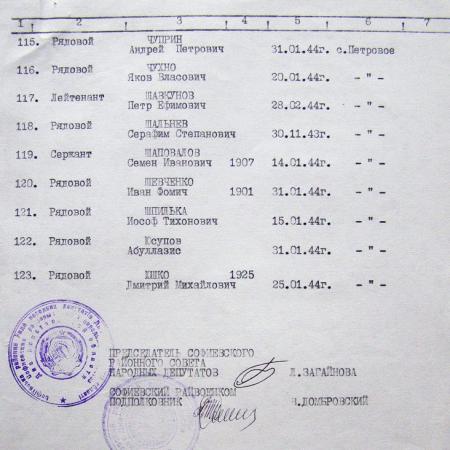 1 2 3 4 5 6 7
115. Рядовой ЧУПРИН
Андрей Петрович 31.01.44г. с.Петровое
116. Рядовой ЧУХНО
Яков Власович 20.01.44г. - " -
117. Лейтенант ШАВКУНОВ
Петр Ефимович 28.02.44г. - " -
118. Рядовой ШАЛЬНЕВ
Серафим Степанович 30.11.43г. - " -
119. Сержант ШАПОВАЛОВ
Семен Иванович 1907 14.01.44г. - " -
120. Рядовой ШЕВЧЕНКО
Иван Фомич 1901 31.01.44г. - " -
121. Рядовой ШПИЛЬКА
Иософ Тихонович 15.01.44г. - " -
122. Рядовой Юсупов
Абуллазис 31.01.44г. - " -
123. Рядовой 1925
Дмитрий Михайлович 25.01.44г. - " -
ПРЕДСЕДАТЕЛЬ СОФИЕВСКОГО
РАЙОННОГО СОВЕТА
НАРОДНЫХ ДЕПУТАТОВ Л.ЗАГАЙНОВА
СОФИЕВСКИЙ РАЙВОЕНКОМ
ПОДПОЛКОВНИК В.ДОМБРОВСКИЙ